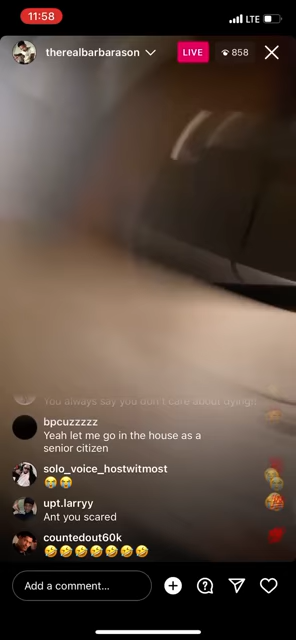 11:58
LTE
therealbarbarason
LIVE
858
You always say you don't care about dying!!
bpcuzzzzz
Yeah let me go in the house as a
senior citizen
solo_voice_hostwitmost
😭😭
upt.larryy
Ant you scared
countedout60k
🤣🤣🤣🤣🤣🤣🤣
Add a comment...